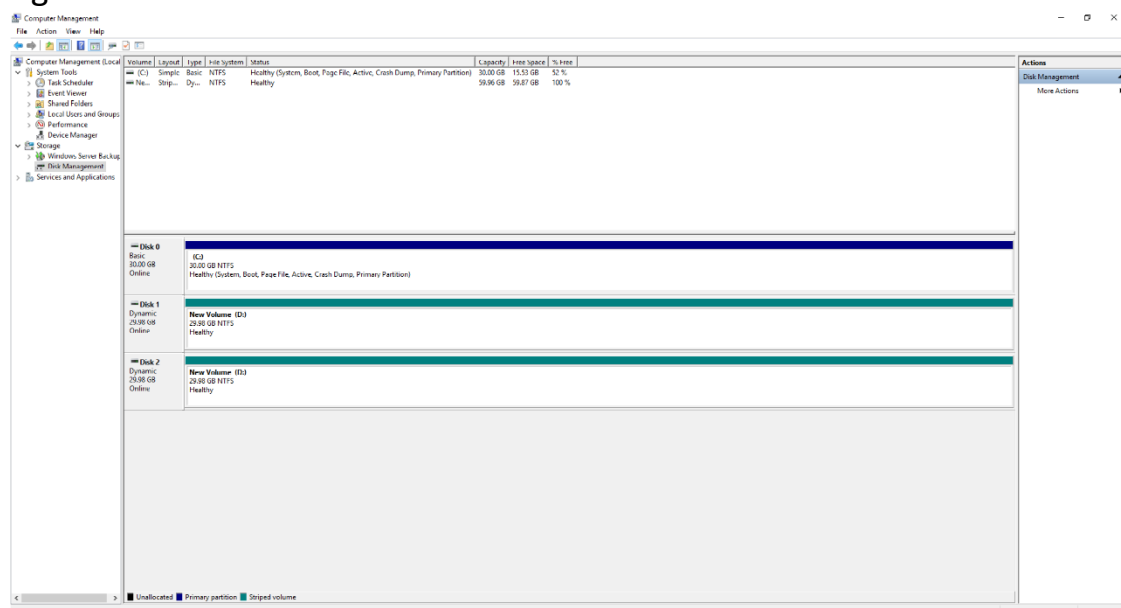 Computer Management
File Action View Help
Computer Management (Local
System Tools
Task Scheduler
Event Viewer
Shared Folders
Local Users and Groups
Performance
Device Manager
Storage
Windows Server Backup
Disk Management
Services and Applications
Volume Layout Type File System Status Capacity Free Space % Free
(C:) Simple Basic NTFS Healthy (System, Boot, Page File, Active, Crash Dump, Primary Partition) 30.00 GB 15.53 GB 52 %
Ne... Strip... Dy... NTFS Healthy 59.96 GB 59.87 GB 100 %
Disk 0
Basic
30.00 GB
Online
(C:)
30.00 GB NTFS
Healthy (System, Boot, Page File, Active, Crash Dump, Primary Partition)
Disk 1
Dynamic
29.98 GB
Online
New Volume (D:)
29.98 GB NTFS
Healthy
Disk 2
Dynamic
29.98 GB
Online
New Volume (D:)
29.98 GB NTFS
Healthy
Unallocated Primary partition Striped volume
Actions
Disk Management
More Actions